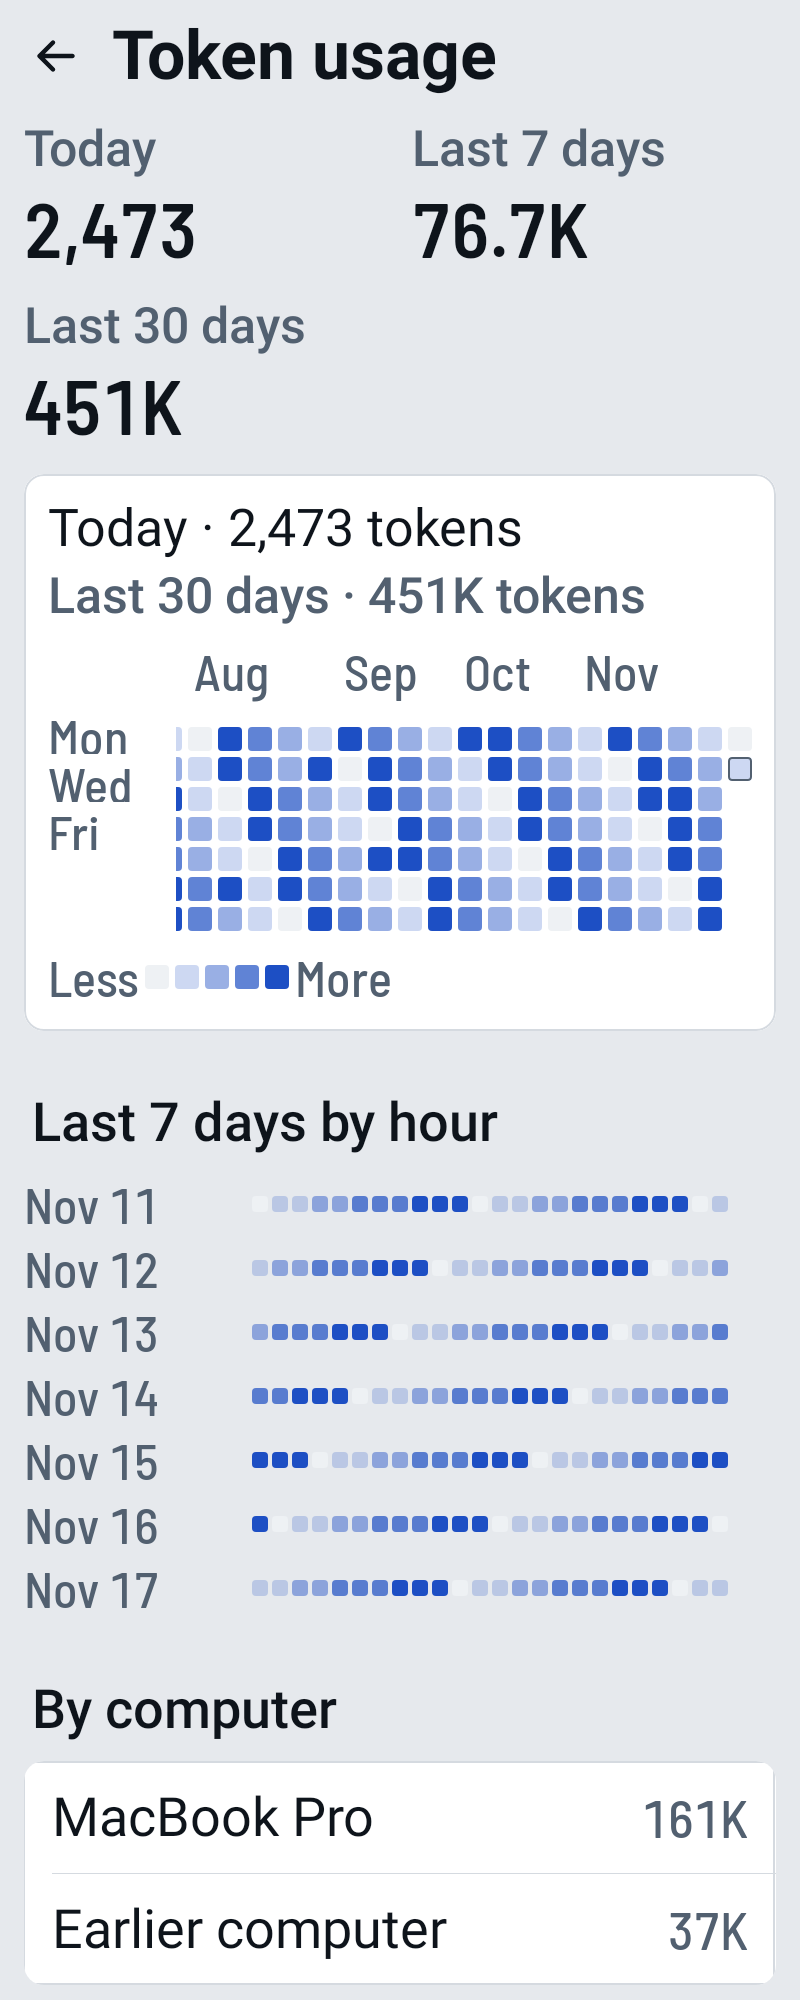 Token usage
Today
Last 7 days
2,473
76.7K
Last 30 days
451K
Today · 2,473 tokens
Last 30 days · 451K tokens
Aug Sep Oct Nov
Mon
Wed
Fri
Less More
Last 7 days by hour
Nov 11
Nov 12
Nov 13
Nov 14
Nov 15
Nov 16
Nov 17
By computer
MacBook Pro 161K
Earlier computer 37K